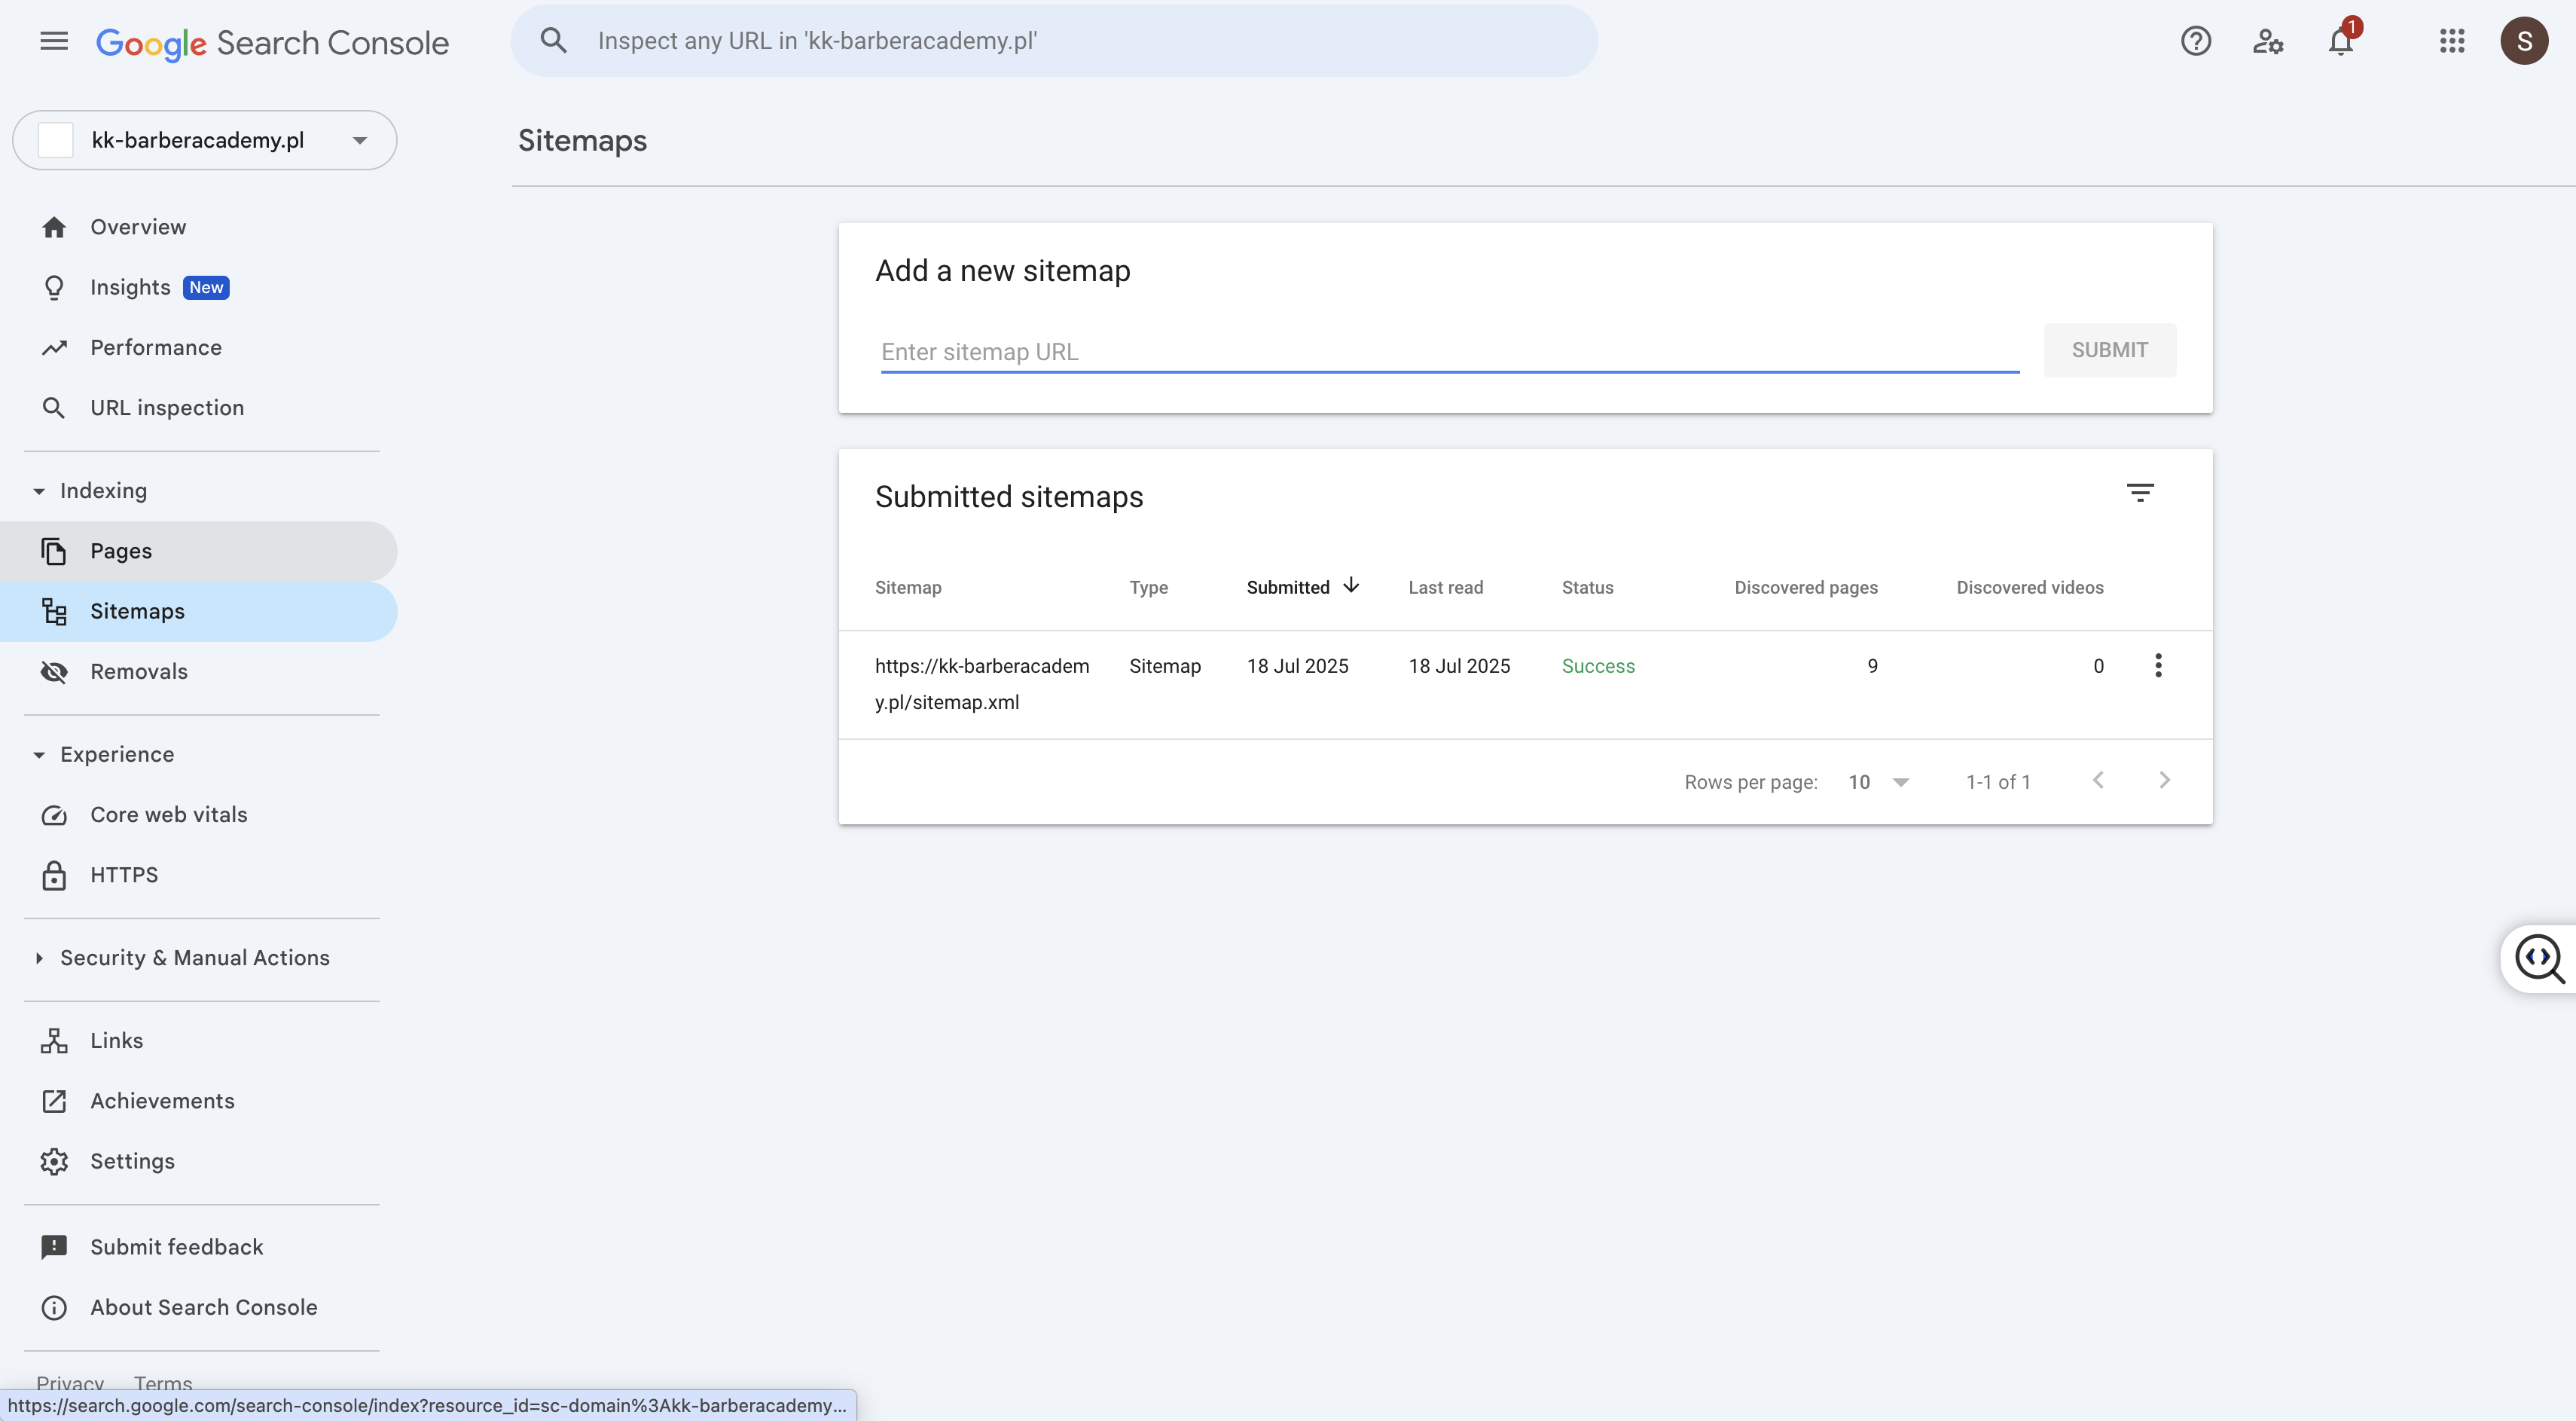 Google Search Console
Inspect any URL in 'kk-barberacademy.pl'
1
S
kk-barberacademy.pl
Overview
Insights New
Performance
URL inspection
Indexing
Pages
Sitemaps
Removals
Experience
Core web vitals
HTTPS
Security & Manual Actions
Links
Achievements
Settings
Submit feedback
About Search Console
Privacy Terms
https://search.google.com/search-console/index?resource_id=sc-domain%3Akk-barberacademy...
Sitemaps
Add a new sitemap
Enter sitemap URL
SUBMIT
Submitted sitemaps
Sitemap Type Submitted Last read Status Discovered pages Discovered videos
https://kk-barberacadem Sitemap 18 Jul 2025 18 Jul 2025 Success 9 0
y.pl/sitemap.xml
Rows per page: 10 1-1 of 1